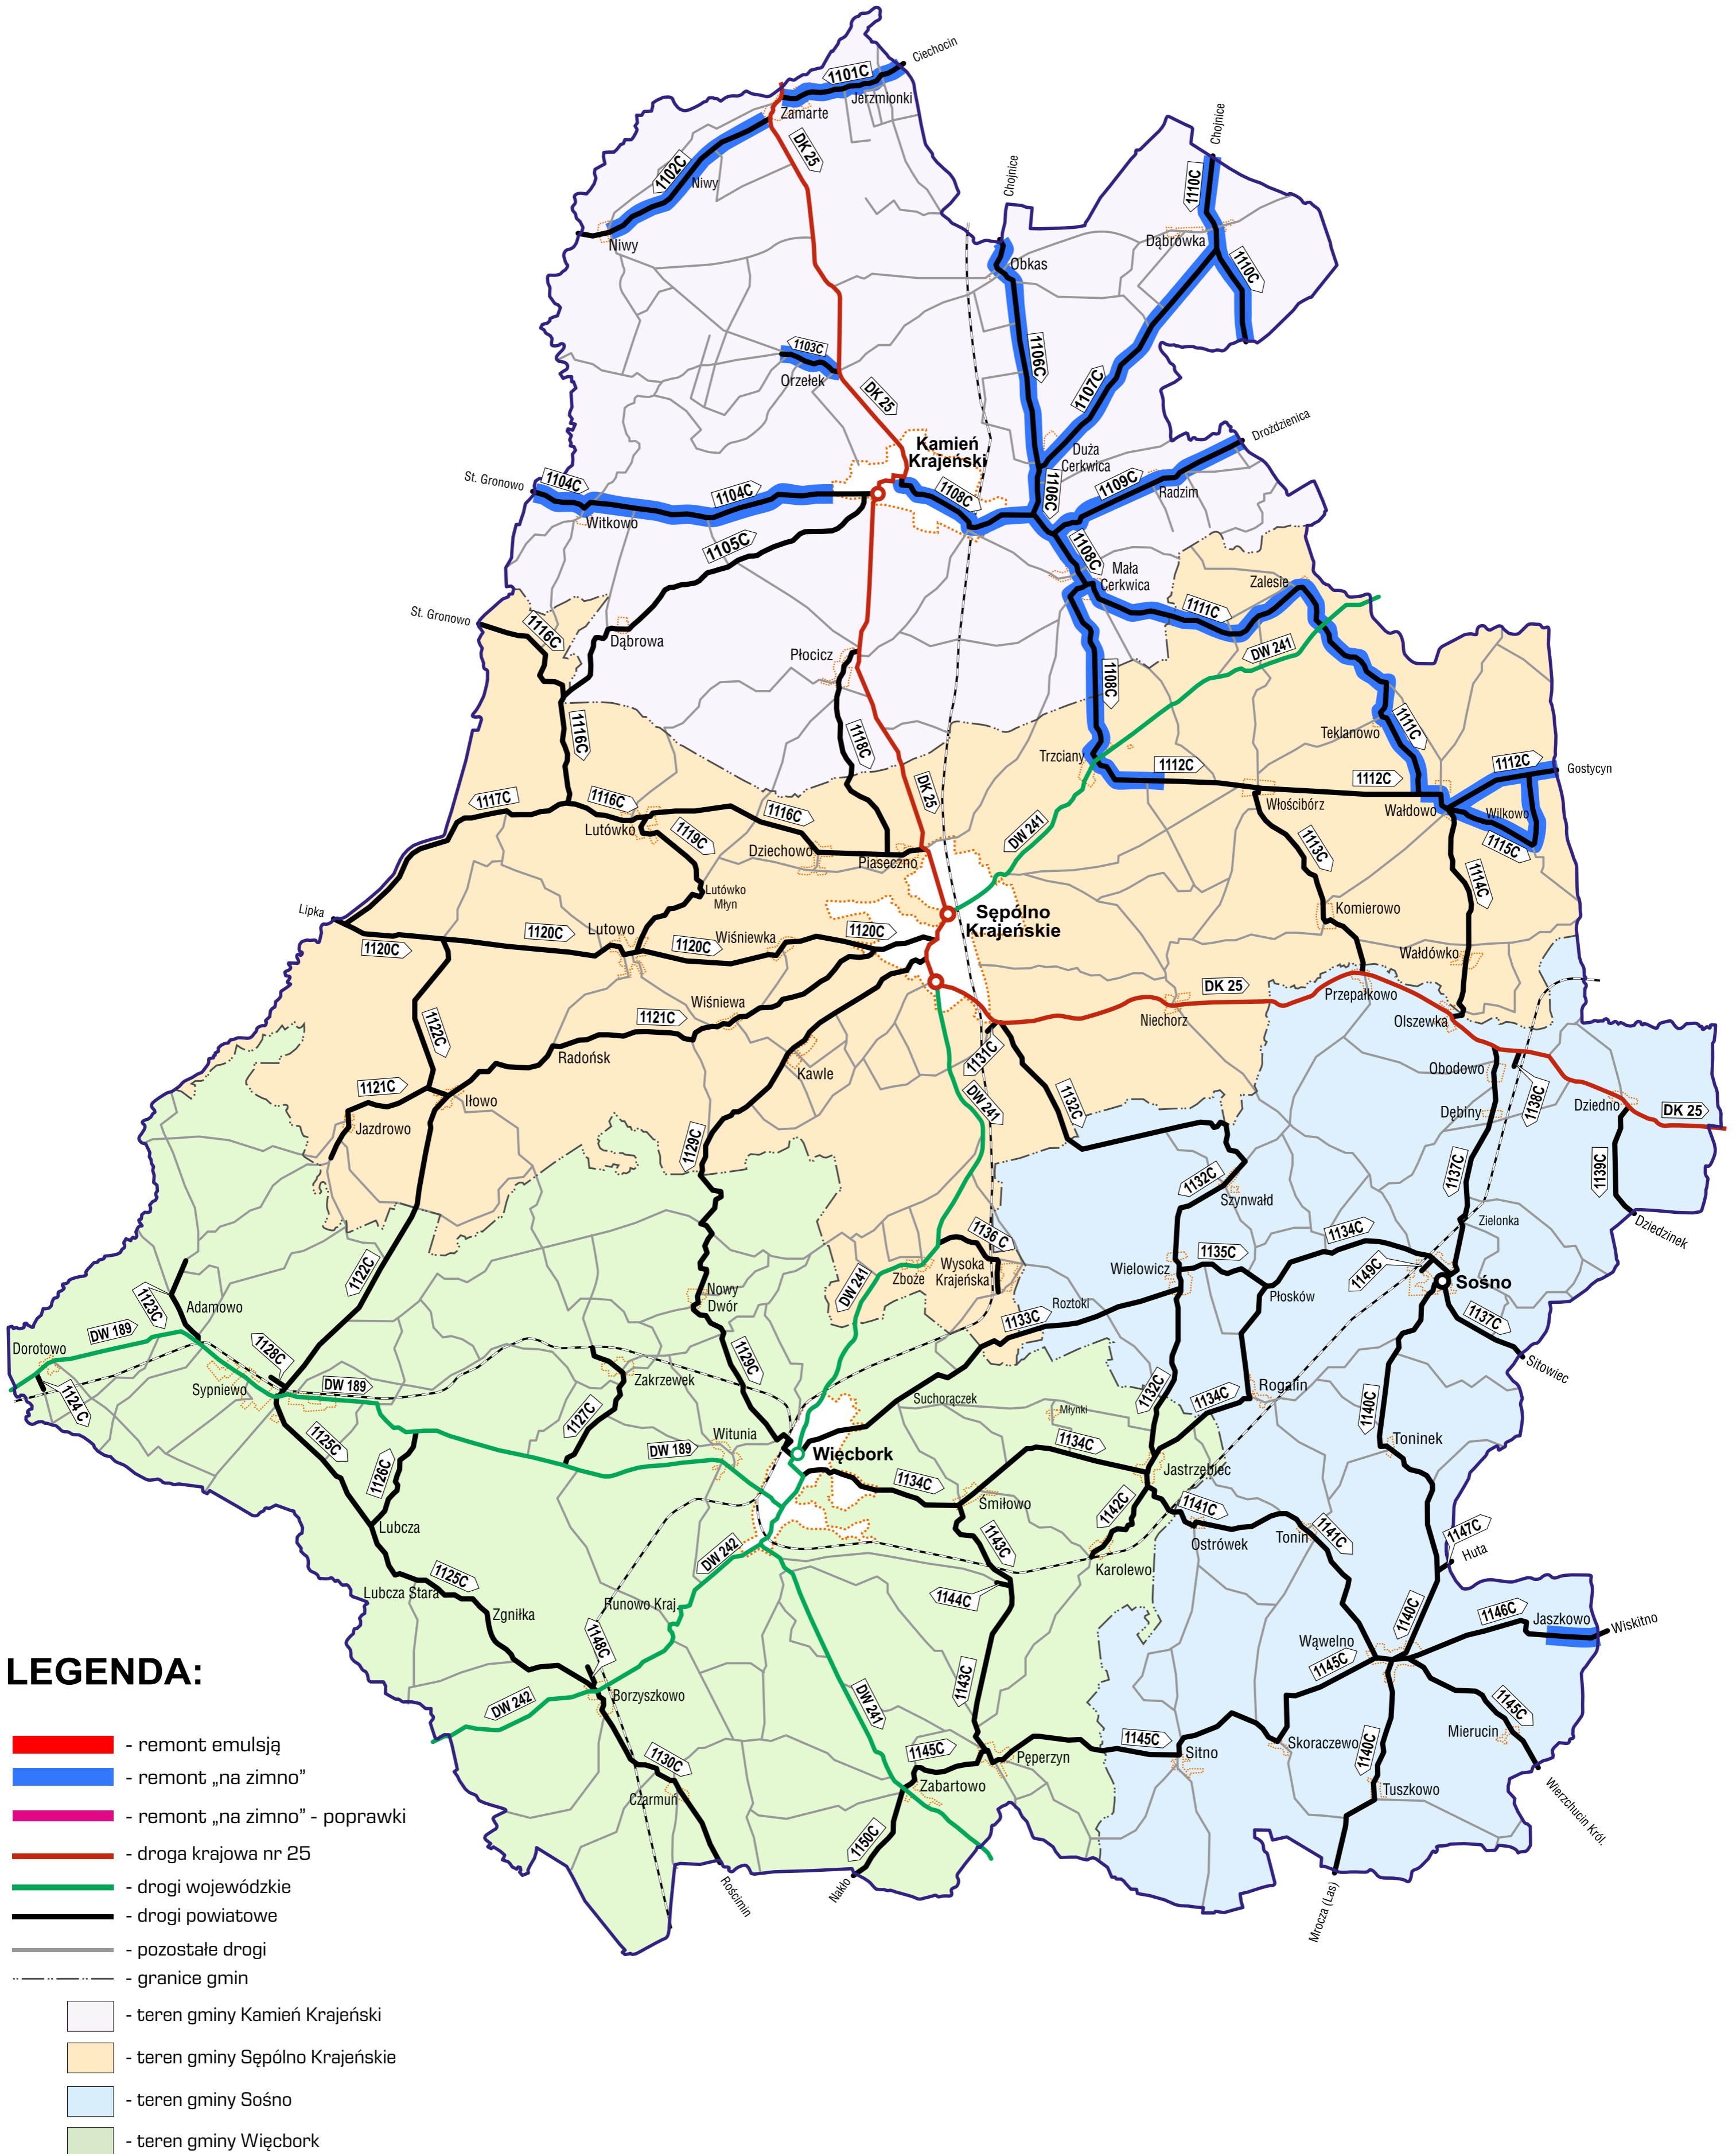 Ciechocin
1101C
Jerzmionki
Zamarte
DK 25
1102C
Niwy
Niwy
Chojnice
Chojnice
1110C
Dąbrówka
1110C
Obkas
1103C
Orzełek
1106C
1107C
DK 25
Kamień
Krajeński
Duża
Cerkwica
Drożdzienica
St. Gronowo
1104C
1104C
1108C
1106C
1109C
Radzim
Witkowo
1105C
1108C
Mała
Cerkwica
Zalesie
1111C
St. Gronowo
1116C
Dąbrowa
Płocicz
DW 241
1108C
1116C
1118C
Teklanowo
1111C
Trzciany
1112C
1112C
1112C
Gostycyn
DK 25
Włościbórz
Wałdowo
Wilkowo
1117C
1116C
1116C
Lutówko
1119C
Dziechowo
Piaseczno
DW 241
1113C
1115C
1114C
Lutówko
Młyn
Lipka
Sępólno
Krajeńskie
Komierowo
1120C
1120C
Lutowo
1120C
Wiśniewka
1120C
Wałdówko
DK 25
Przepałkowo
Niechorz
Olszewka
Wiśniewa
1121C
1122C
Radońsk
1131C
Kawle
Obodowo
1138C
1121C
Iłowo
1132C
DW 241
Dębiny
Dziedno
DK 25
Jazdrowo
1129C
1137C
1139C
1132C
Szynwałd
Zielonka
Dziedzinek
1136 C
1134C
1122C
Zboże
Wysoka
Krajeńska
Wielowicz
1135C
1149C
Sośno
1123C
Adamowo
Nowy
Dwór
DW 241
Roztoki
1133C
Płosków
1137C
DW 189
Dorotowo
1128C
1129C
Sitowiec
Sypniewo
DW 189
Zakrzewek
1124 C
Suchorączek
1132C
1134C
Rogalin
1127C
Młynki
1140C
1125C
Witunia
DW 189
1134C
Toninek
Więcbork
1134C
Jastrzębiec
1126C
Śmiłowo
1142C
1141C
1141C
Lubcza
Ostrówek
Tonin
1147C
Huta
DW 242
1143C
Karolewo
1125C
Lubcza Stara
1144C
Zgniłka
Runowo Kraj.
1140C
1146C
Jaszkowo
Wiskitno
1148C
Wąwelno
1145C
Borzyszkowo
1143C
DW 242
DW 241
1145C
Mierucin
1145C
1145C
1140C
Skoraczewo
Pęperzyn
Sitno
1130C
Zabartowo
Tuszkowo
Wierzchucin Król.
Czarmuń
1150C
Nakło
Rościmin
Mrocza (Las)
LEGENDA:
- remont emulsją
- remont „na zimno”
- remont „na zimno” - poprawki
- droga krajowa nr 25
- drogi wojewódzkie
- drogi powiatowe
- pozostałe drogi
- granice gmin
- teren gminy Kamień Krajeński
- teren gminy Sępólno Krajeńskie
- teren gminy Sośno
- teren gminy Więcbork